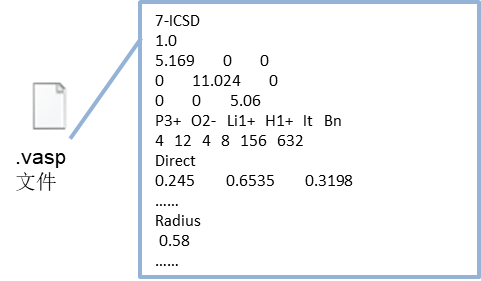 7-ICSD
1.0
5.169 0 0
0 11.024 0
0 0 5.06
P3+ O2- Li1+ H1+ It Bn
4 12 4 8 156 632
Direct
0.245 0.6535 0.3198
……
Radius
0.58
……
.vasp
文件